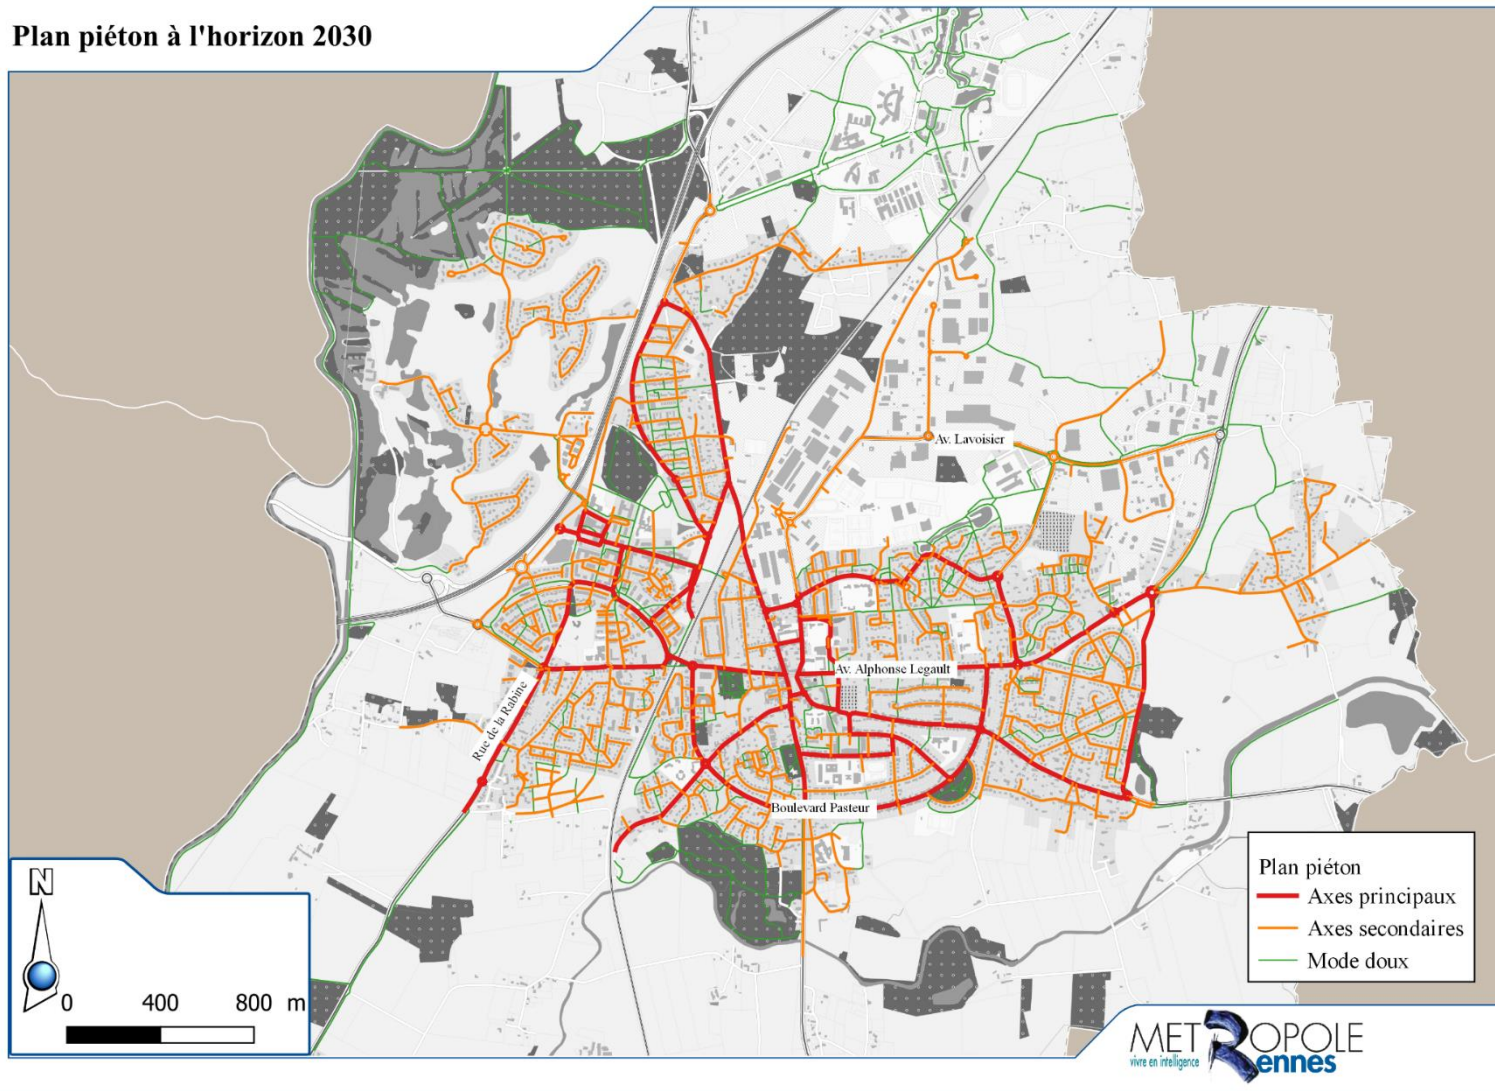 Plan piéton à l'horizon 2030
Av. Lavoisier
Av. Alphonse Legault
Rue de la Rabine
Boulevard Pasteur
Plan piéton
Axes principaux
Axes secondaires
Mode doux
N
0 400 800 m
METROPOLE
vivre en intelligence
Rennes